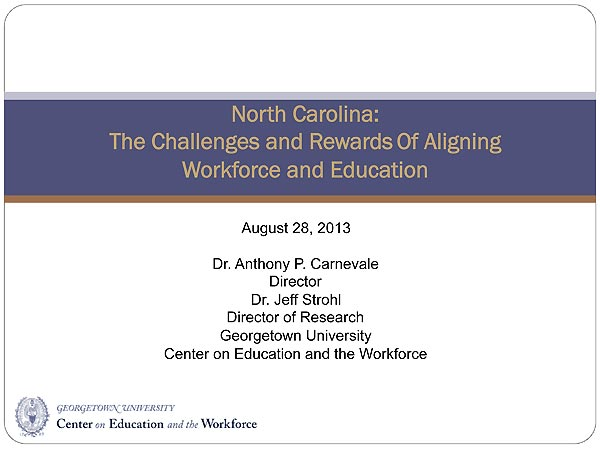 North Carolina:
The Challenges and Rewards Of Aligning
Workforce and Education
August 28, 2013
Dr. Anthony P. Carnevale
Director
Dr. Jeff Strohl
Director of Research
Georgetown University
Center on Education and the Workforce
GEORGETOWN UNIVERSITY
Center on Education and the Workforce